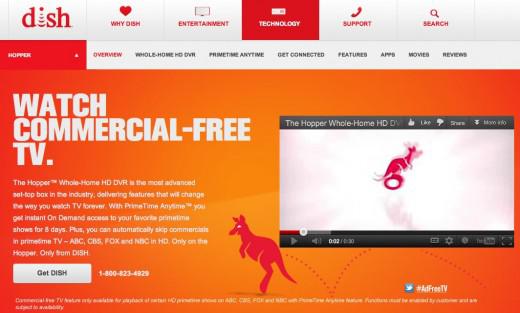 dish
WHY DISH
ENTERTAINMENT
TECHNOLOGY
SUPPORT
SEARCH
HOPPER
OVERVIEW
WHOLE-HOME HD DVR
PRIMETIME ANYTIME
GET CONNECTED
FEATURES
APPS
MOVIES
REVIEWS
WATCH
COMMERCIAL-FREE
TV.
The Hopper™ Whole-Home HD DVR is the most advanced
set-top box in the industry, delivering features that will change
the way you watch TV forever. With PrimeTime Anytime™ you
get instant On Demand access to your favorite primetime
shows for 8 days. Plus, you can automatically skip commercials
in primetime TV – ABC, CBS, FOX and NBC in HD. Only on the
Hopper. Only from DISH.
Get DISH
1-800-823-4929
The Hopper Whole-Home HD DV
Like
Share
More info
0:02 / 0:30
YouTube
#AdFreeTV
Commercial-free TV feature only available for playback of certain HD primetime shows on ABC, CBS, FOX and NBC with PrimeTime Anytime feature. Functions must be enabled by customer and are
subject to availability.